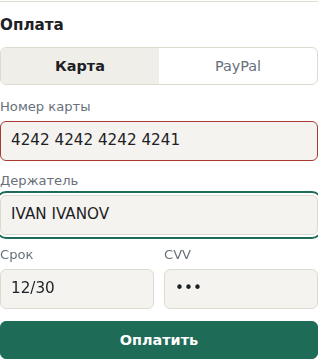 Оплата
Карта
PayPal
Номер карты
4242 4242 4242 4241
Держатель
IVAN IVANOV
Срок
CVV
12/30
•••
Оплатить